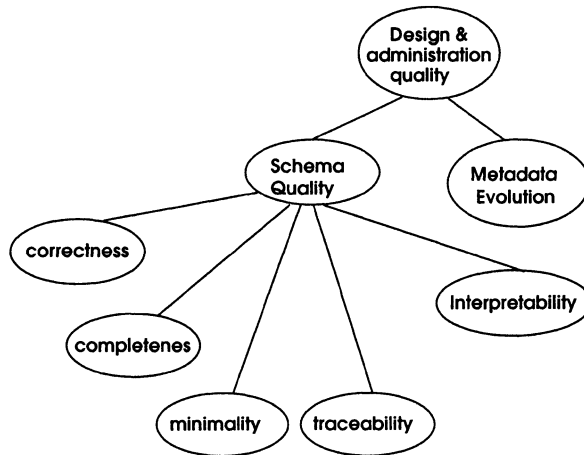 Design &
administration
quality
Schema
Quality
Metadata
Evolution
correctness
Interpretability
completenes
minimality
traceability